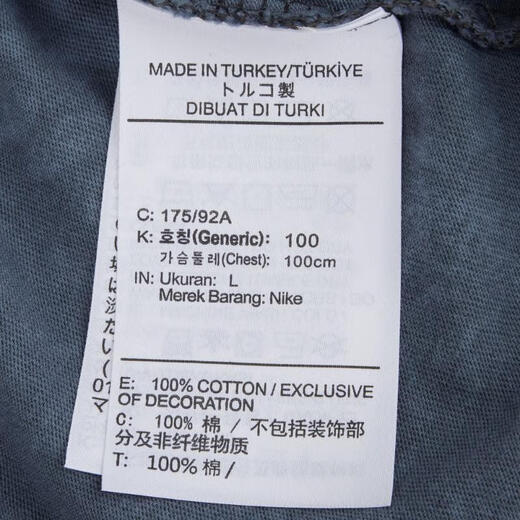 MADE IN TURKEY/TÜRKİYE
トルコ製
DIBUAT DI TURKI
C: 175/92A
K: 호칭(Generic): 100
가슴둘레(Chest): 100cm
IN: Ukuran: L
Merek Barang: Nike
E: 100% COTTON / EXCLUSIVE
OF DECORATION
C: 100% 棉 / 不包括装饰部
分及非纤维物质
T: 100% 棉 /